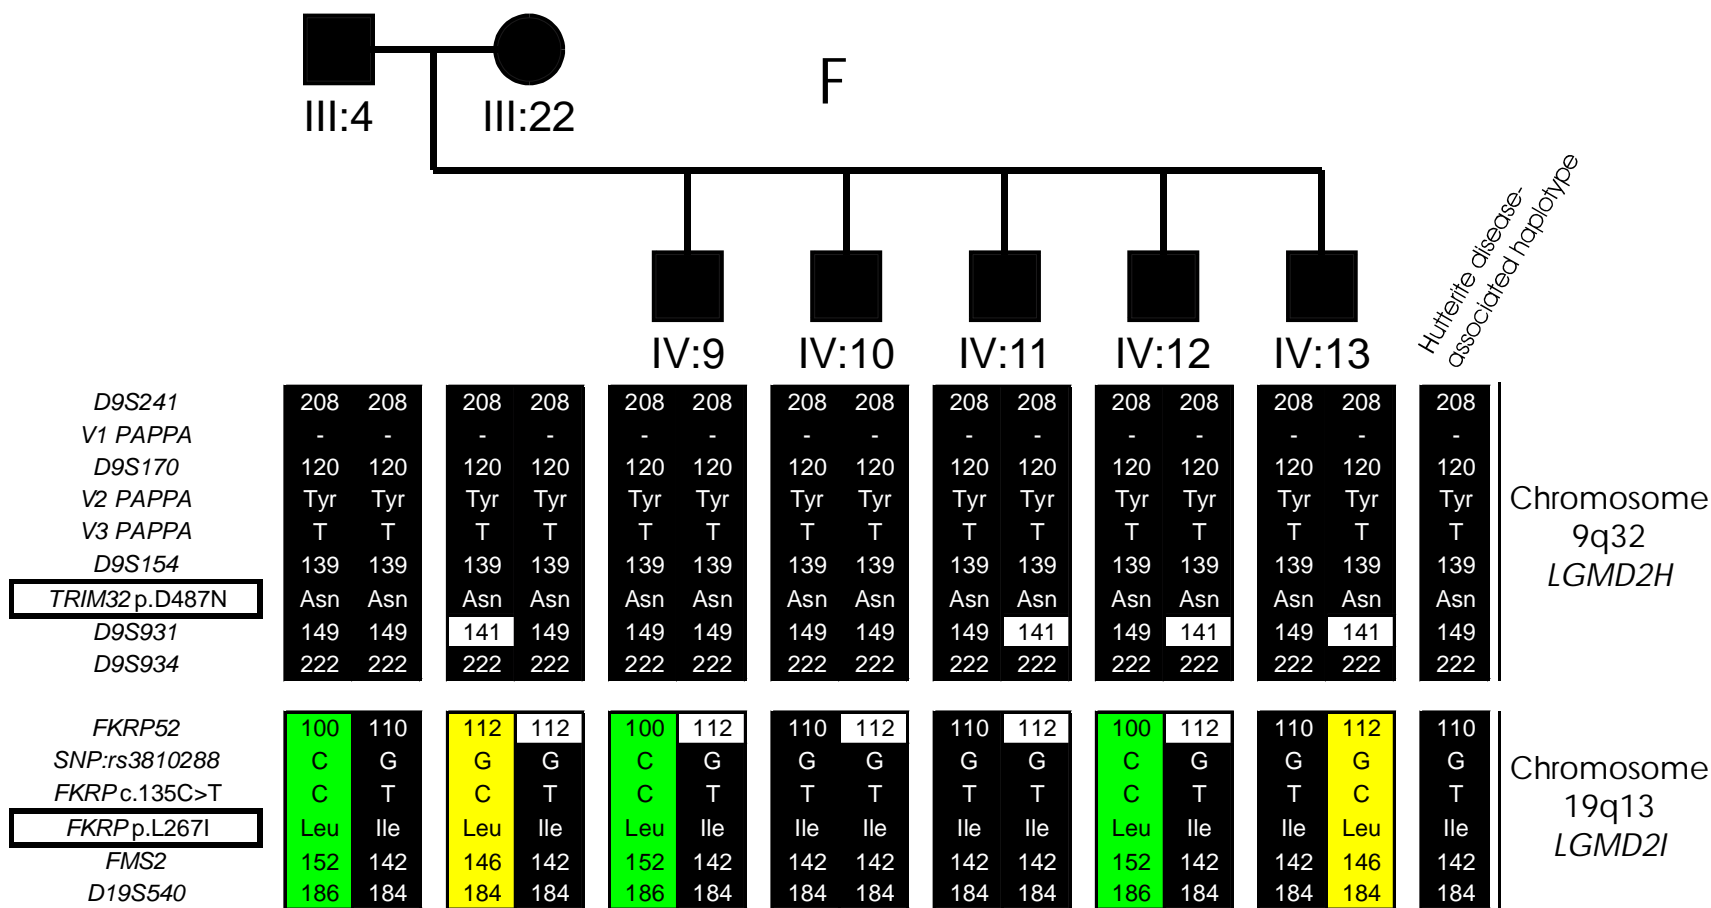 F
III:4 III:22
Hutterite disease-
associated haplotype
IV:9 IV:10 IV:11 IV:12 IV:13
D9S241 208 208 208 208 208 208 208 208 208 208 208 208 208 208 208
V1 PAPPA - - - - - - - - - - - - - - -
D9S170 120 120 120 120 120 120 120 120 120 120 120 120 120 120 120
V2 PAPPA Tyr Tyr Tyr Tyr Tyr Tyr Tyr Tyr Tyr Tyr Tyr Tyr Tyr Tyr Tyr
V3 PAPPA T T T T T T T T T T T T T T T
D9S154 139 139 139 139 139 139 139 139 139 139 139 139 139 139 139
TRIM32 p.D487N Asn Asn Asn Asn Asn Asn Asn Asn Asn Asn Asn Asn Asn Asn Asn
D9S931 149 149 141 149 149 149 149 149 149 141 149 141 149 141 149
D9S934 222 222 222 222 222 222 222 222 222 222 222 222 222 222 222
Chromosome
9q32
LGMD2H
FKRP52 100 110 112 112 100 112 110 112 110 112 100 112 110 112 110
SNP:rs3810288 C G G G C G G G G G C G G G G
FKRP c.135C>T C T C T C T T T T T C T T C T
FKRP p.L267I Leu Ile Leu Ile Leu Ile Ile Ile Ile Ile Leu Ile Ile Leu Ile
FMS2 152 142 146 142 152 142 142 142 142 142 152 142 142 146 142
D19S540 186 184 184 184 186 184 184 184 184 184 186 184 184 184 184
Chromosome
19q13
LGMD2I